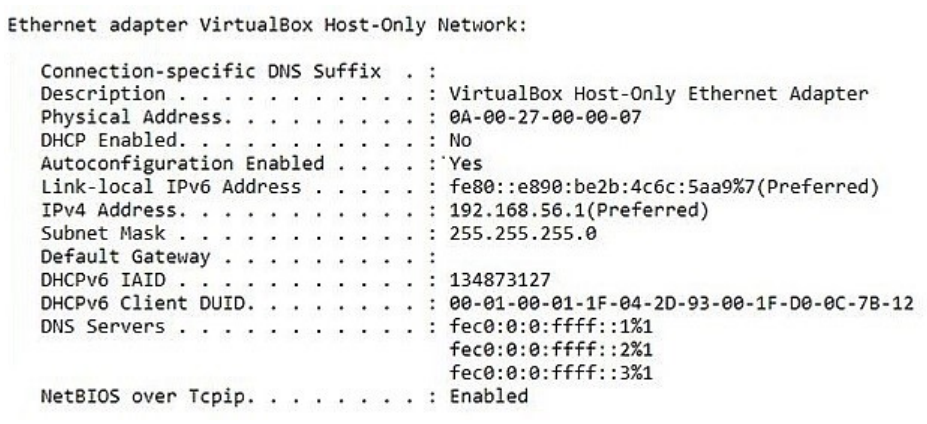 Ethernet adapter VirtualBox Host-Only Network:
Connection-specific DNS Suffix . :
Description . . . . . . . . . . . : VirtualBox Host-Only Ethernet Adapter
Physical Address. . . . . . . . . : 0A-00-27-00-00-07
DHCP Enabled. . . . . . . . . . . : No
Autoconfiguration Enabled . . . . : Yes
Link-local IPv6 Address . . . . . : fe80::e890:be2b:4c6c:5aa9%7(Preferred)
IPv4 Address. . . . . . . . . . . : 192.168.56.1(Preferred)
Subnet Mask . . . . . . . . . . . : 255.255.255.0
Default Gateway . . . . . . . . . :
DHCPv6 IAID . . . . . . . . . . . : 134873127
DHCPv6 Client DUID. . . . . . . . : 00-01-00-01-1F-04-2D-93-00-1F-D0-0C-7B-12
DNS Servers . . . . . . . . . . . : fec0:0:0:ffff::1%1
fec0:0:0:ffff::2%1
fec0:0:0:ffff::3%1
NetBIOS over Tcpip. . . . . . . . : Enabled